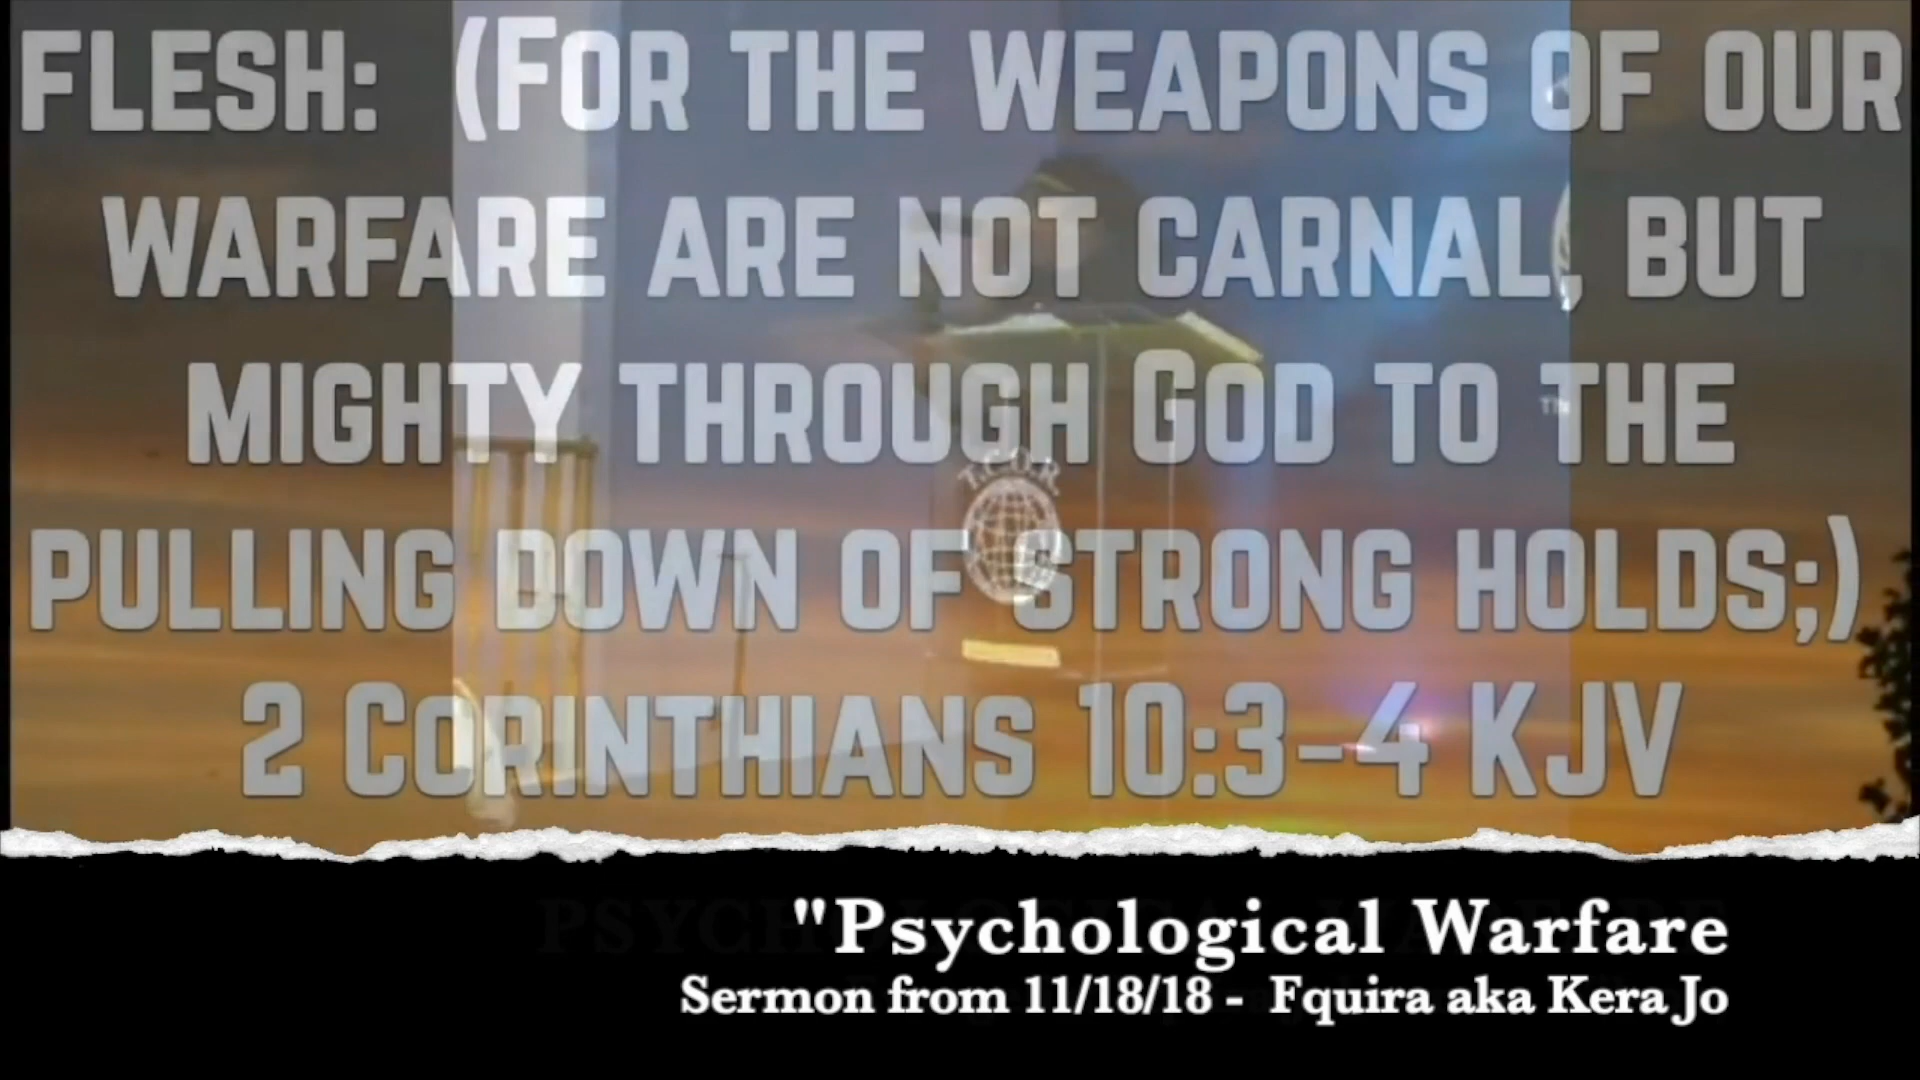 FLESH: (FOR THE WEAPONS OF OUR
WARFARE ARE NOT CARNAL, BUT
MIGHTY THROUGH GOD TO THE
T.C.O.R.
PULLING DOWN OF STRONG HOLDS;)
2 CORINTHIANS 10:3-4 KJV
"Psychological Warfare
Sermon from 11/18/18 - Fquira aka Kera Jo